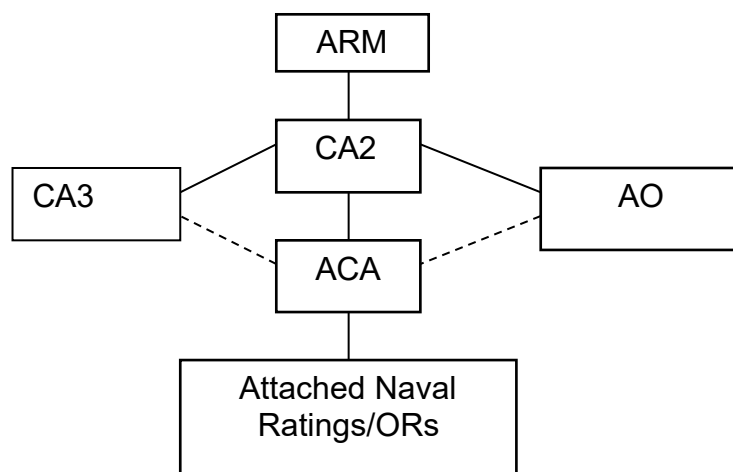 ARM
CA2
CA3
AO
ACA
Attached Naval
Ratings/ORs